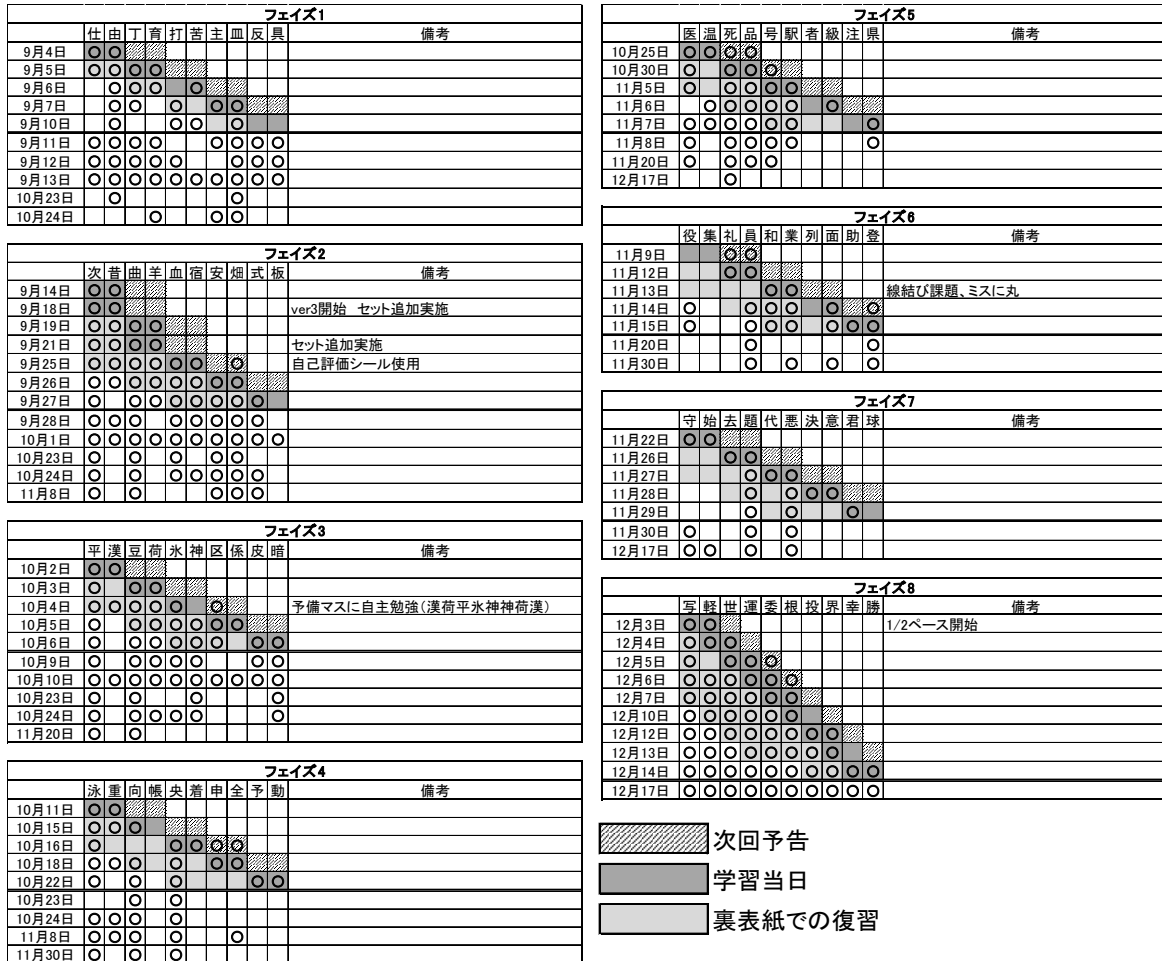 フェイズ1
仕 由 丁 育 打 苦 主 皿 反 具 備考
9月4日 ○ ○
9月5日 ○ ○ ○ ○
9月6日 ○ ○ ○ ○
9月7日 ○ ○ ○ ○ ○
9月10日 ○ ○ ○ ○
9月11日 ○ ○ ○ ○ ○ ○ ○ ○
9月12日 ○ ○ ○ ○ ○ ○ ○ ○
9月13日 ○ ○ ○ ○ ○ ○ ○ ○ ○ ○
10月23日 ○ ○
10月24日 ○ ○ ○
フェイズ2
次 昔 曲 羊 血 宿 安 畑 式 板 備考
9月14日 ○ ○
9月18日 ○ ○ ver3開始 セット追加実施
9月19日 ○ ○ ○ ○
9月21日 ○ ○ ○ ○ セット追加実施
9月25日 ○ ○ ○ ○ ○ ○ ○ 自己評価シール使用
9月26日 ○ ○ ○ ○ ○ ○ ○ ○
9月27日 ○ ○ ○ ○ ○ ○ ○ ○
9月28日 ○ ○ ○ ○ ○ ○ ○ ○
10月1日 ○ ○ ○ ○ ○ ○ ○ ○ ○ ○
10月23日 ○ ○ ○ ○ ○
10月24日 ○ ○ ○ ○ ○ ○ ○
11月8日 ○ ○ ○ ○ ○
フェイズ3
平 漢 豆 荷 氷 神 区 係 皮 暗 備考
10月2日 ○ ○
10月3日 ○ ○ ○
10月4日 ○ ○ ○ ○ ○ ○ 予備マスに自主勉強(漢荷平氷神神荷漢)
10月5日 ○ ○ ○ ○ ○ ○ ○
10月6日 ○ ○ ○ ○ ○ ○ ○ ○
10月9日 ○ ○ ○ ○ ○ ○ ○
10月10日 ○ ○ ○ ○ ○ ○ ○ ○ ○ ○
10月23日 ○ ○ ○ ○
10月24日 ○ ○ ○ ○ ○ ○
11月20日 ○ ○
フェイズ4
泳 重 向 帳 央 着 申 全 予 動 備考
10月11日 ○ ○
10月15日 ○ ○ ○
10月16日 ○ ○ ○ ○ ○
10月18日 ○ ○ ○ ○ ○ ○
10月22日 ○ ○ ○ ○ ○
10月23日 ○ ○
10月24日 ○ ○ ○ ○
11月8日 ○ ○ ○ ○ ○
11月30日 ○ ○ ○
フェイズ5
医 温 死 品 号 駅 者 級 注 県 備考
10月25日 ○ ○ ○ ○
10月30日 ○ ○ ○ ○
11月5日 ○ ○ ○ ○ ○
11月6日 ○ ○ ○ ○ ○ ○
11月7日 ○ ○ ○ ○ ○ ○ ○
11月8日 ○ ○ ○ ○ ○ ○
11月20日 ○ ○ ○ ○
12月17日 ○
フェイズ6
役 集 礼 員 和 業 列 面 助 登 備考
11月9日 ○ ○
11月12日 ○ ○
11月13日 ○ ○ 線結び課題、ミスに丸
11月14日 ○ ○ ○ ○ ○ ○
11月15日 ○ ○ ○ ○ ○ ○ ○
11月20日 ○ ○
11月30日 ○ ○ ○ ○
フェイズ7
守 始 去 題 代 悪 決 意 君 球 備考
11月22日 ○ ○
11月26日 ○ ○
11月27日 ○ ○ ○
11月28日 ○ ○ ○ ○
11月29日 ○ ○ ○
11月30日 ○ ○ ○
12月17日 ○ ○ ○ ○
フェイズ8
写 軽 世 運 委 根 投 界 幸 勝 備考
12月3日 ○ ○ 1/2ペース開始
12月4日 ○ ○ ○
12月5日 ○ ○ ○ ○
12月6日 ○ ○ ○ ○ ○ ○
12月7日 ○ ○ ○ ○ ○ ○
12月10日 ○ ○ ○ ○ ○ ○
12月12日 ○ ○ ○ ○ ○ ○ ○ ○
12月13日 ○ ○ ○ ○ ○ ○ ○ ○
12月14日 ○ ○ ○ ○ ○ ○ ○ ○ ○ ○
12月17日 ○ ○ ○ ○ ○ ○ ○ ○ ○ ○
次回予告
学習当日
裏表紙での復習